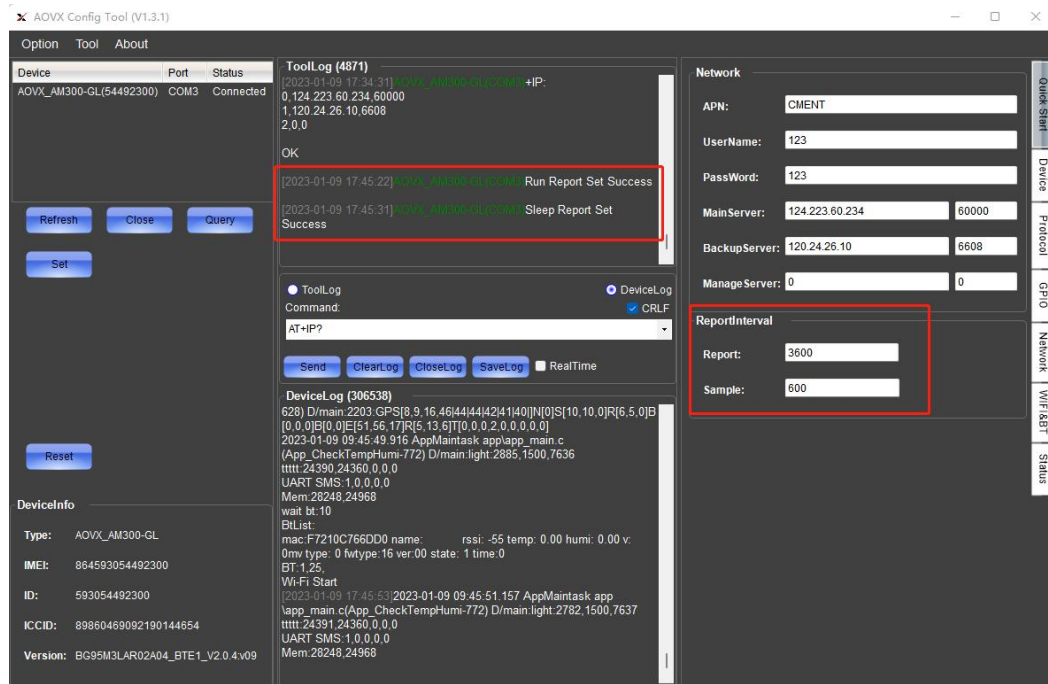 AOVX Config Tool (V1.3.1)
Option Tool About
Device Port Status
AOVX_AM300-GL(54492300) COM3 Connected
Refresh Close Query
Set
Reset
DeviceInfo
Type: AOVX_AM300-GL
IMEI: 864593054492300
ID: 593054492300
ICCID: 89860469092190144654
Version: BG95M3LAR02A04_BTE1_V2.0.4:v09
ToolLog (4871)
[2023-01-09 17:34:31]AOVX_AM300-GL(COM3)+IP:
0,124.223.60.234,60000
1,120.24.26.10,6608
2,0,0
OK
[2023-01-09 17:45:22]AOVX_AM300-GL(COM3)Run Report Set Success
[2023-01-09 17:45:31]AOVX_AM300-GL(COM3)Sleep Report Set
Success
ToolLog DeviceLog
Command: CRLF
AT+IP?
Send ClearLog CloseLog SaveLog RealTime
DeviceLog (306538)
628) D/main:2203:GPS[8,9,16,46|44|44|42|41|40|]N[0]S[10,10,0]R[6,5,0]B
[0,0,0]B[0,0]E[51,56,17]R[5,13,6]T[0,0,0,2,0,0,0,0,0]
2023-01-09 09:45:49.916 AppMaintask app\app_main.c
(App_CheckTempHumi-772) D/main:light:2885,1500,7636
ttttt:24390,24360,0,0,0
UART SMS:1,0,0,0,0
Mem:28248,24968
wait bt:10
BtList:
mac:F7210C766DD0 name: rssi: -55 temp: 0.00 humi: 0.00 v:
0mv type: 0 fwtype:16 ver:00 state: 1 time:0
BT:1,25,
Wi-Fi Start
[2023-01-09 17:45:53]2023-01-09 09:45:51.157 AppMaintask app
\app_main.c(App_CheckTempHumi-772) D/main:light:2782,1500,7637
ttttt:24391,24360,0,0,0
UART SMS:1,0,0,0,0
Mem:28248,24968
Network
APN: CMENT
UserName: 123
PassWord: 123
MainServer: 124.223.60.234 60000
BackupServer: 120.24.26.10 6608
ManageServer: 0 0
ReportInterval
Report: 3600
Sample: 600
Quick Start
Device
Protocol
GPIO
Network
WIFI&BT
Status